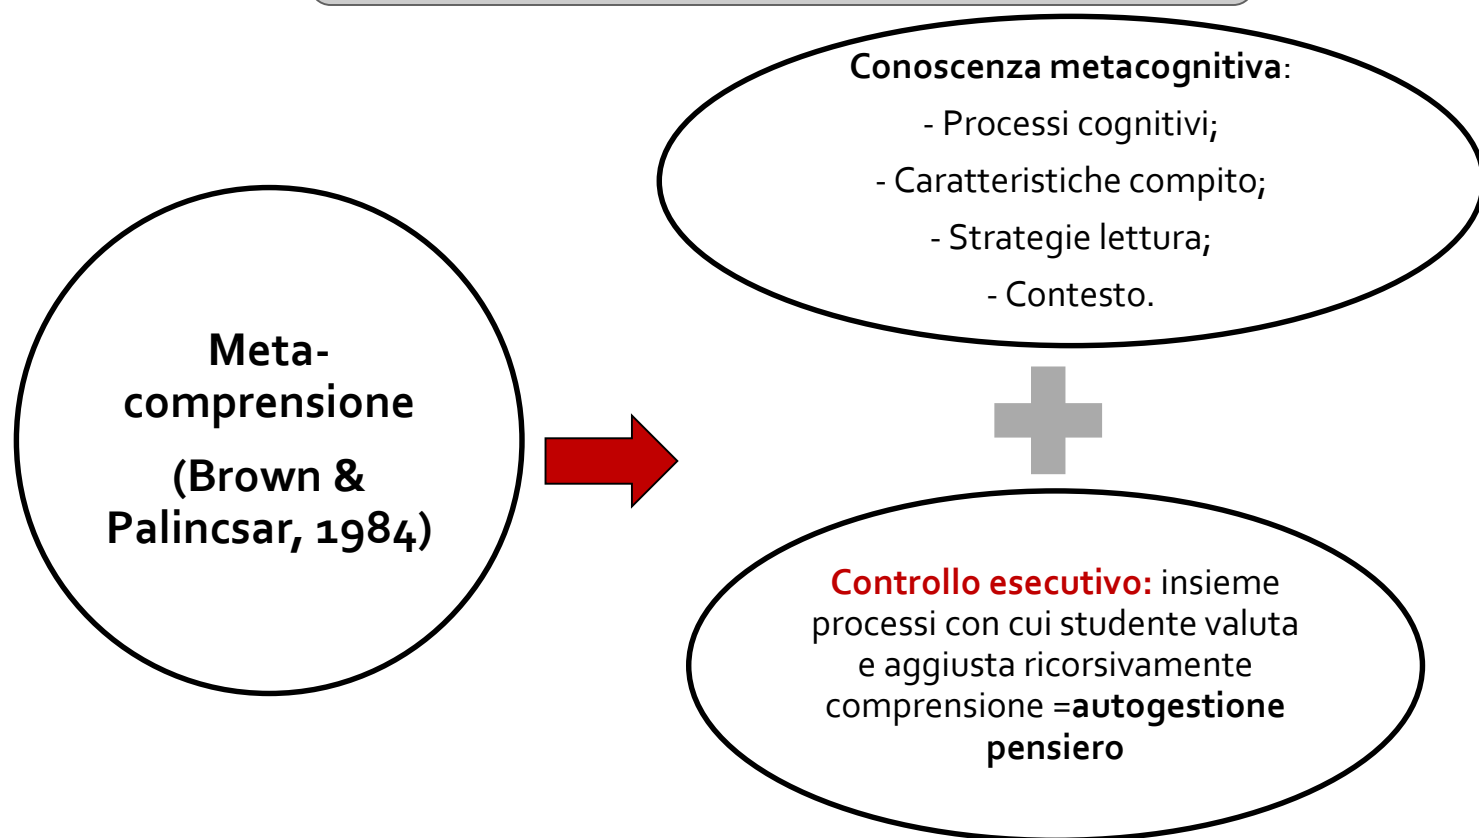 Conoscenza metacognitiva:
- Processi cognitivi;
- Caratteristiche compito;
- Strategie lettura;
- Contesto.
Meta-
comprensione
(Brown &
Palincsar, 1984)
Controllo esecutivo: insieme
processi con cui studente valuta
e aggiusta ricorsivamente
comprensione =autogestione
pensiero